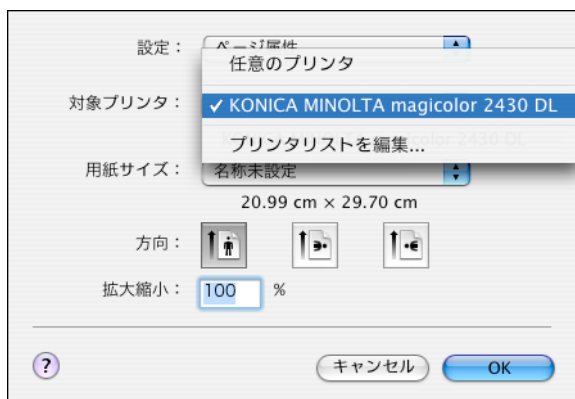 設定： ページ属性
任意のプリンタ
対象プリンタ： ✓ KONICA MINOLTA magicolor 2430 DL
プリンタリストを編集...
用紙サイズ： 名称未設定
20.99 cm × 29.70 cm
方向：
拡大縮小： 100 %
? キャンセル OK